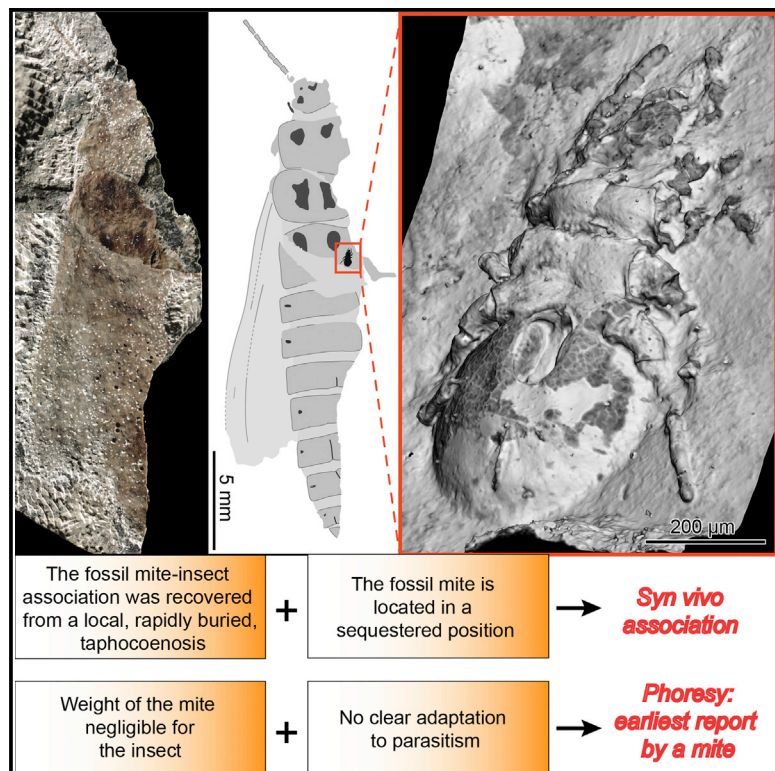 5 mm
200 µm
The fossil mite-insect
association was recovered
from a local, rapidly buried,
taphocoenosis
+
The fossil mite is
located in a
sequestered position
Syn vivo
association
Weight of the mite
negligible for
the insect
+
No clear adaptation
to parasitism
Phoresy:
earliest report
by a mite